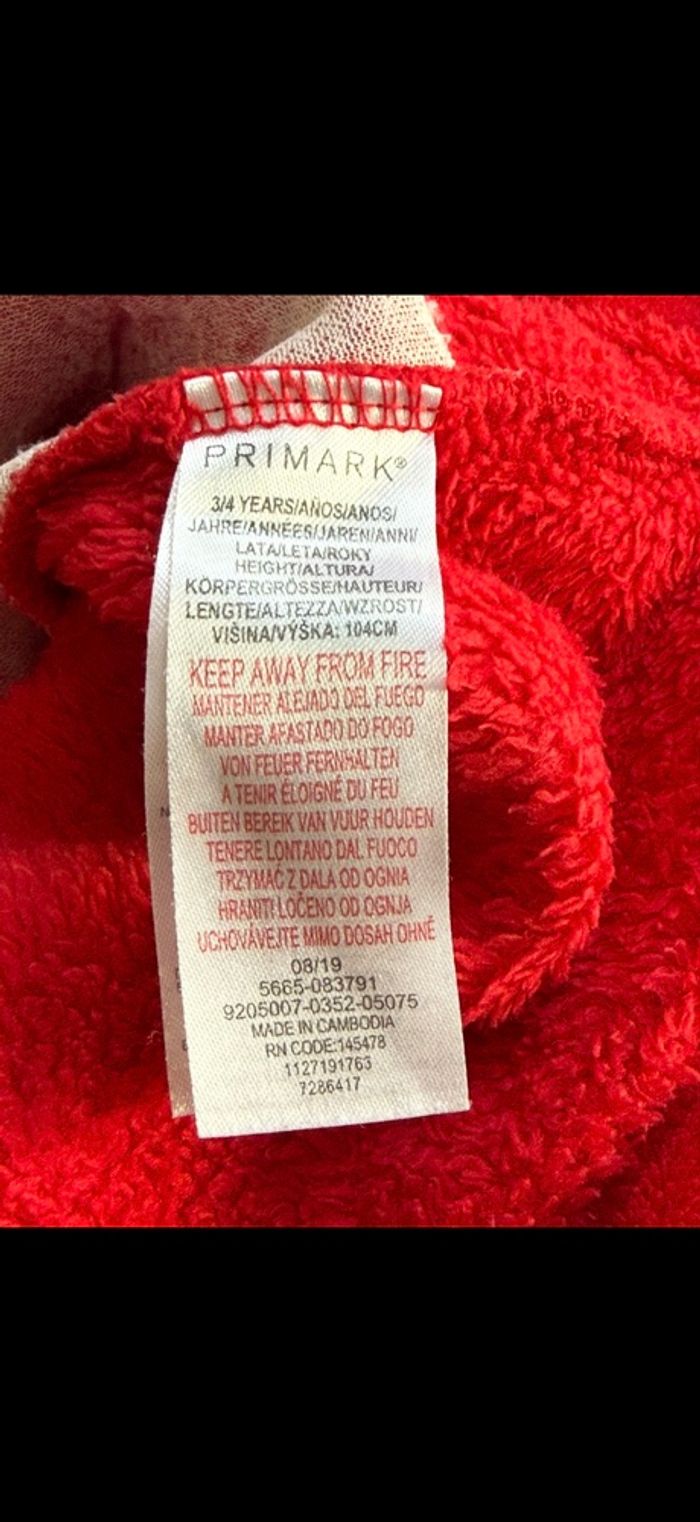 PRIMARK®
3/4 YEARS/AÑOS/ANOS/
JAHRE/ANNÉES/JAREN/ANNI/
LATA/LETA/ROKY
HEIGHT/ALTURA/
KÖRPERGRÖSSE/HAUTEUR/
LENGTE/ALTEZZA/WZROST/
VIŠINA/VÝŠKA: 104CM
KEEP AWAY FROM FIRE
MANTENER ALEJADO DEL FUEGO
MANTER AFASTADO DO FOGO
VON FEUER FERNHALTEN
A TENIR ÉLOIGNÉ DU FEU
BUITEN BEREIK VAN VUUR HOUDEN
TENERE LONTANO DAL FUOCO
TRZYMAĆ Z DALA OD OGNIA
HRANITI LOČENO OD OGNJA
UCHOVÁVEJTE MIMO DOSAH OHNĚ
08/19
5665-083791
9205007-0352-05075
MADE IN CAMBODIA
RN CODE:145478
1127191763
7286417